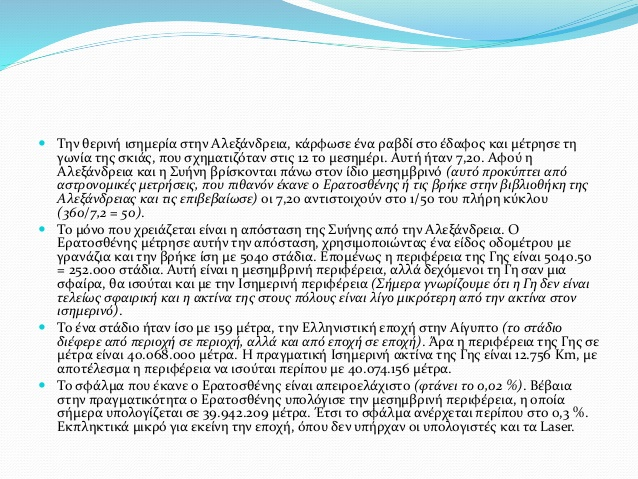 Την θερινή ισημερία στην Αλεξάνδρεια, κάρφωσε ένα ραβδί στο έδαφος και μέτρησε τη
γωνία της σκιάς, που σχηματιζόταν στις 12 το μεσημέρι. Αυτή ήταν 7,20. Αφού η
Αλεξάνδρεια και η Συήνη βρίσκονται πάνω στον ίδιο μεσημβρινό (αυτό προκύπτει από
αστρονομικές μετρήσεις, που πιθανόν έκανε ο Ερατοσθένης ή τις βρήκε στην βιβλιοθήκη της
Αλεξάνδρειας και τις επιβεβαίωσε) οι 7,20 αντιστοιχούν στο 1/50 του πλήρη κύκλου
(360/7,2 = 50).
Το μόνο που χρειάζεται είναι η απόσταση της Συήνης από την Αλεξάνδρεια. Ο
Ερατοσθένης μέτρησε αυτήν την απόσταση, χρησιμοποιώντας ένα είδος οδομέτρου με
γρανάζια και την βρήκε ίση με 5040 στάδια. Επομένως η περιφέρεια της Γης είναι 5040.50
= 252.000 στάδια. Αυτή είναι η μεσημβρινή περιφέρεια, αλλά δεχόμενοι τη Γη σαν μια
σφαίρα, θα ισούται και με την Ισημερινή περιφέρεια (Σήμερα γνωρίζουμε ότι η Γη δεν είναι
τελείως σφαιρική και η ακτίνα της στους πόλους είναι λίγο μικρότερη από την ακτίνα στον
ισημερινό).
Το ένα στάδιο ήταν ίσο με 159 μέτρα, την Ελληνιστική εποχή στην Αίγυπτο (το στάδιο
διέφερε από περιοχή σε περιοχή, αλλά και από εποχή σε εποχή). Άρα η περιφέρεια της Γης σε
μέτρα είναι 40.068.000 μέτρα. Η πραγματική Ισημερινή ακτίνα της Γης είναι 12.756 Km, με
αποτέλεσμα η περιφέρεια να ισούται περίπου με 40.074.156 μέτρα.
Το σφάλμα που έκανε ο Ερατοσθένης είναι απειροελάχιστο (φτάνει το 0,02 %). Βέβαια
στην πραγματικότητα ο Ερατοσθένης υπολόγισε την μεσημβρινή περιφέρεια, η οποία
σήμερα υπολογίζεται σε 39.942.209 μέτρα. Έτσι το σφάλμα ανέρχεται περίπου στο 0,3 %.
Εκπληκτικά μικρό για εκείνη την εποχή, όπου δεν υπήρχαν οι υπολογιστές και τα Laser.